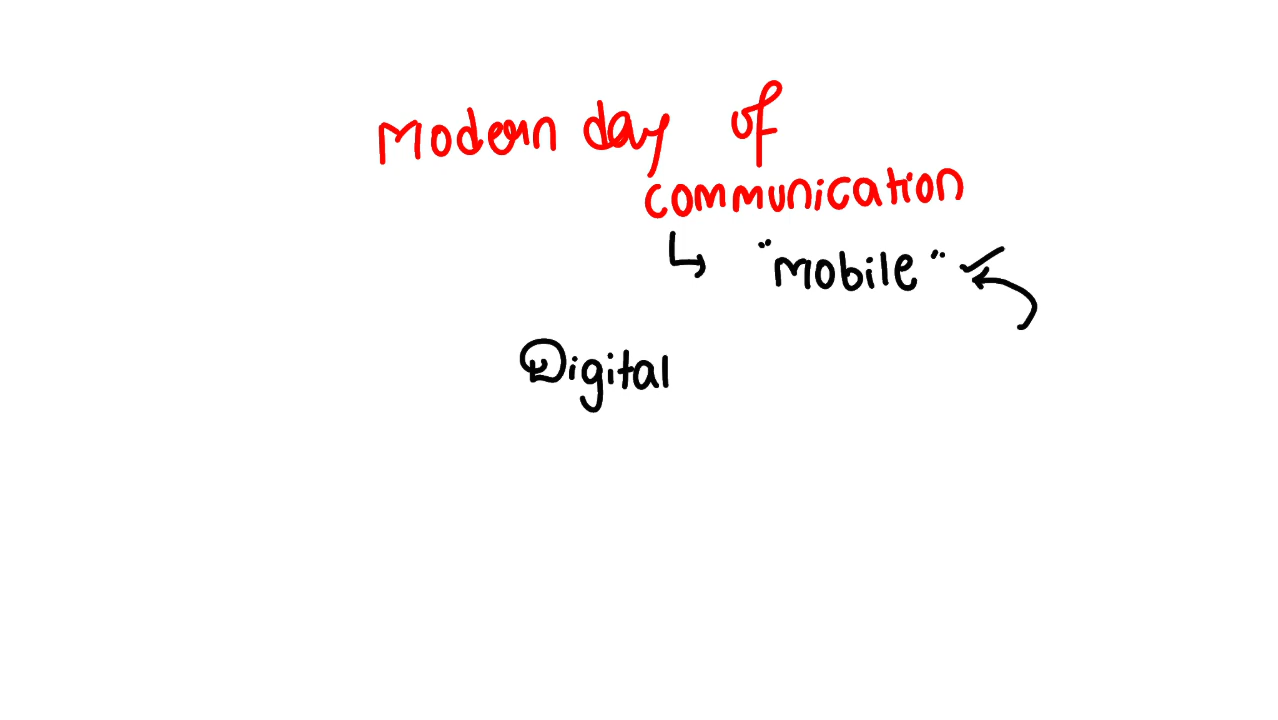 Modern day of
communication
↳ "mobile"
Digital